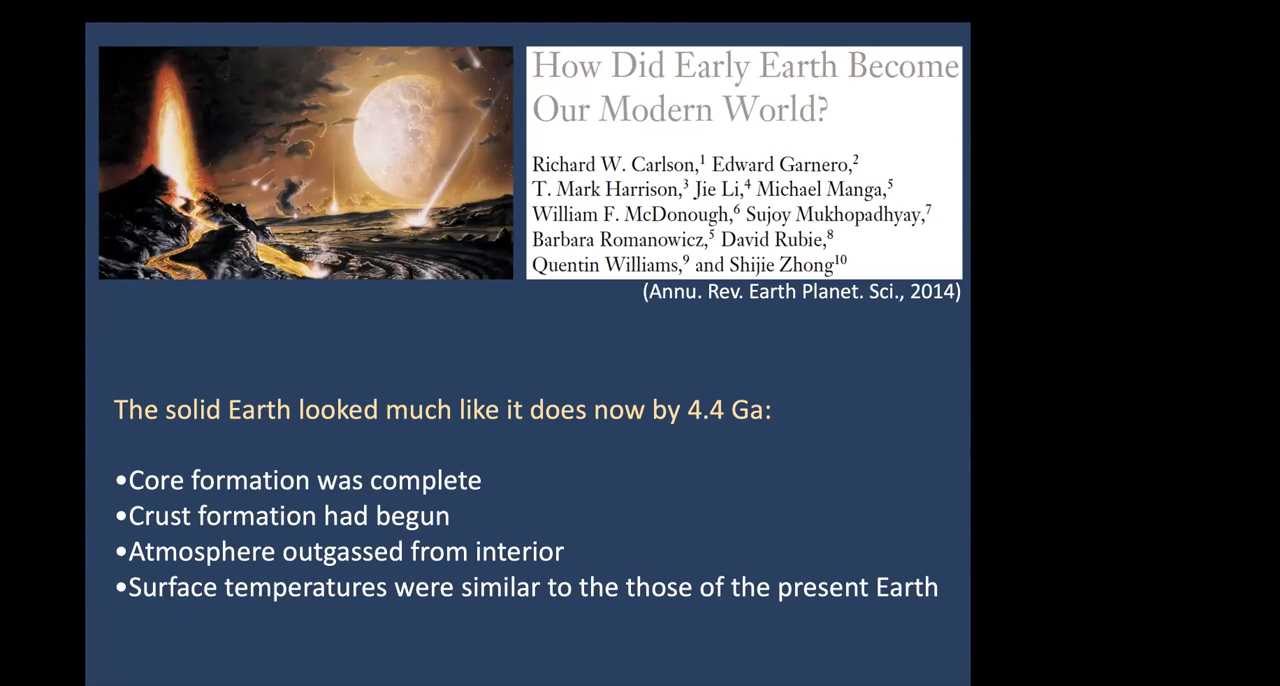 How Did Early Earth Become
Our Modern World?
Richard W. Carlson,¹ Edward Garnero,²
T. Mark Harrison,³ Jie Li,⁴ Michael Manga,⁵
William F. McDonough,⁶ Sujoy Mukhopadhyay,⁷
Barbara Romanowicz,⁵ David Rubie,⁸
Quentin Williams,⁹ and Shijie Zhong¹⁰
(Annu. Rev. Earth Planet. Sci., 2014)
The solid Earth looked much like it does now by 4.4 Ga:
•Core formation was complete
•Crust formation had begun
•Atmosphere outgassed from interior
•Surface temperatures were similar to the those of the present Earth